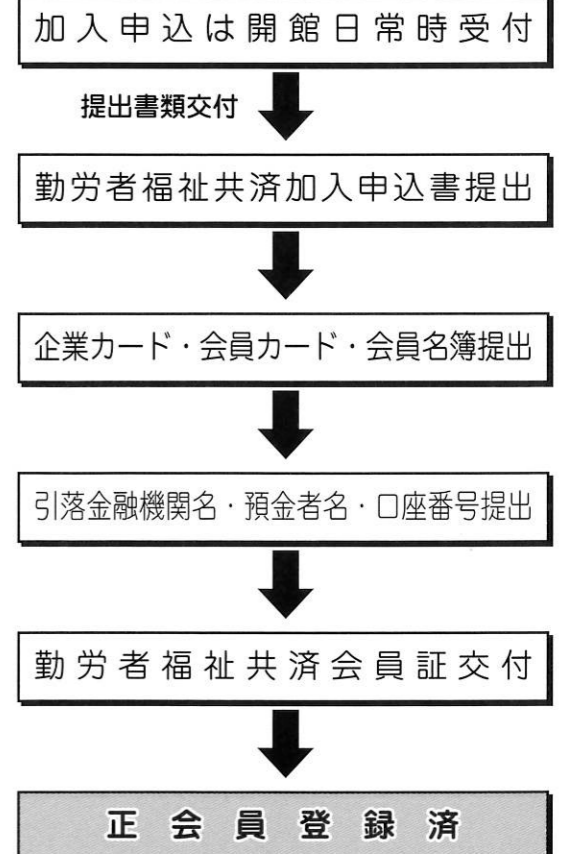 加入申込は開館日常時受付
提出書類交付
勤労者福祉共済加入申込書提出
企業カード・会員カード・会員名簿提出
引落金融機関名・預金者名・口座番号提出
勤労者福祉共済会員証交付
正会員登録済